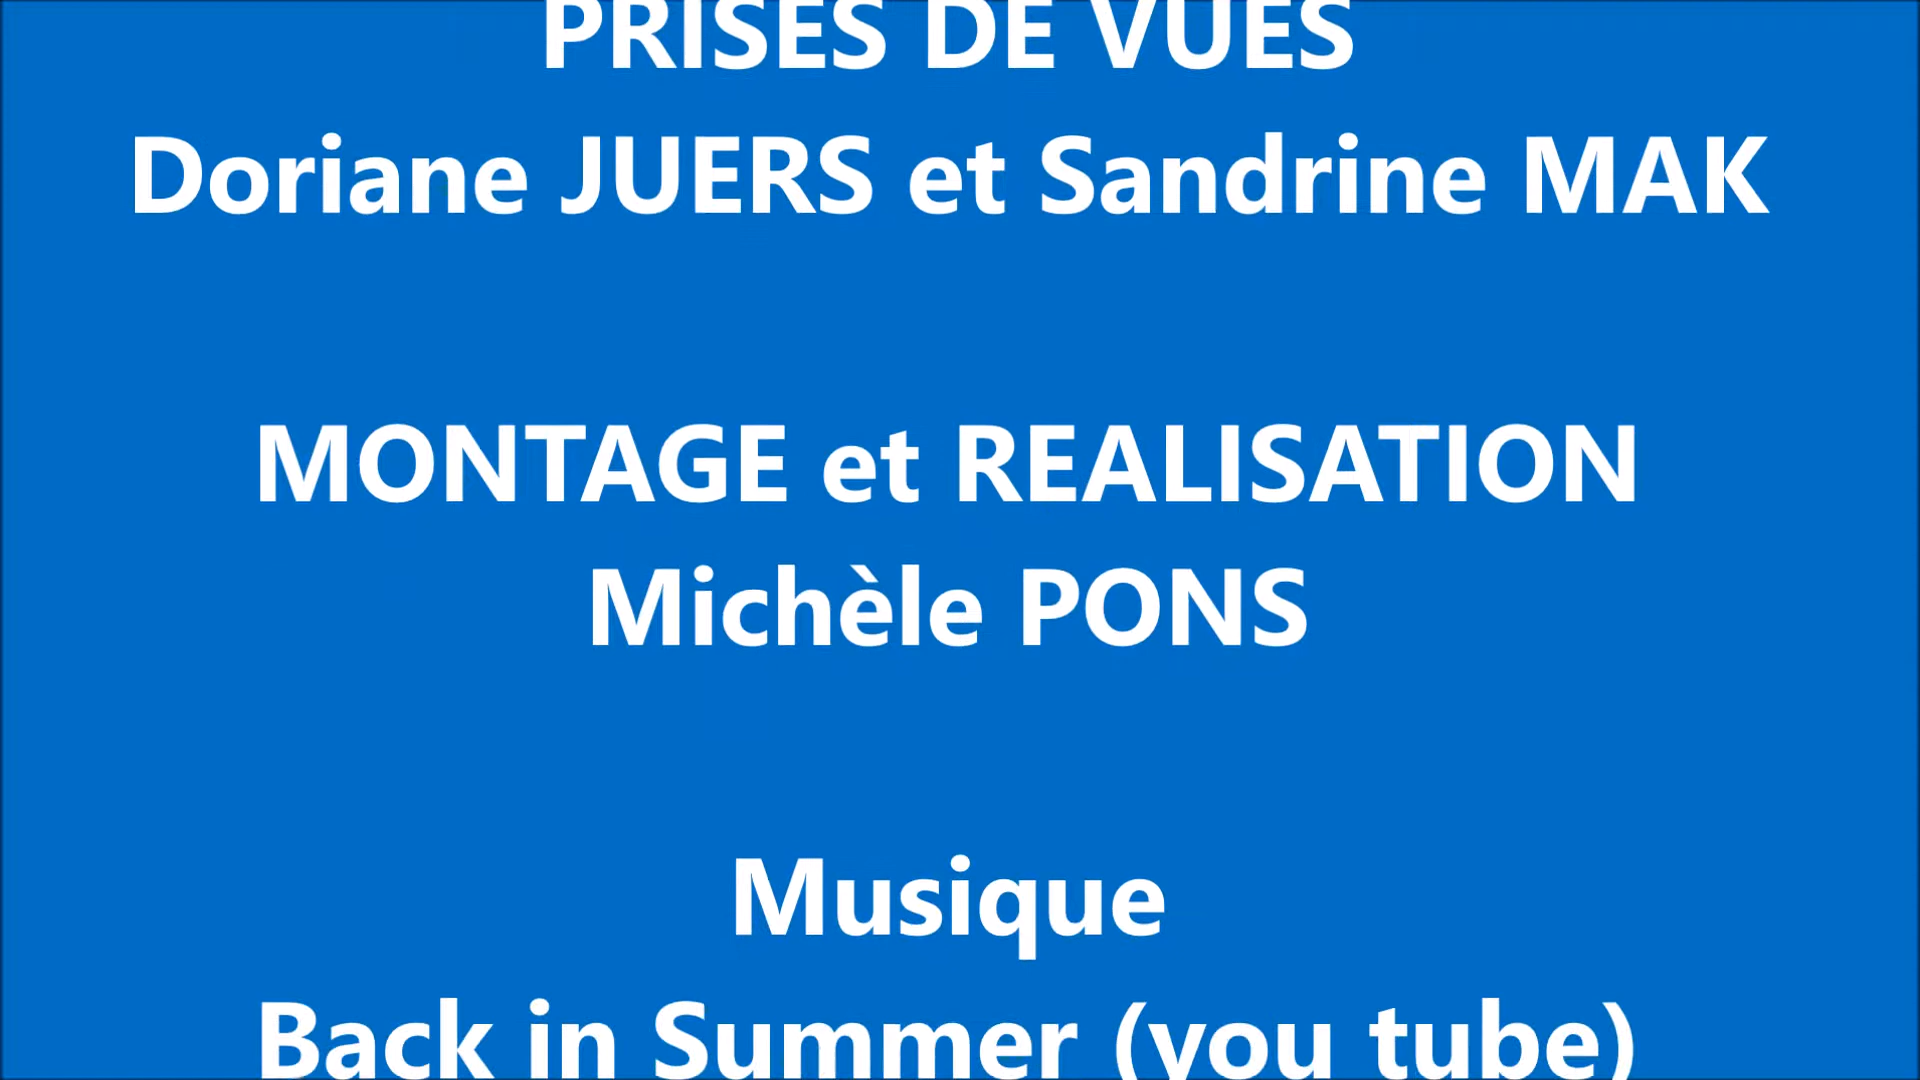 PRISES DE VUES
Doriane JUERS et Sandrine MAK
MONTAGE et REALISATION
Michèle PONS
Musique
Back in Summer (you tube)